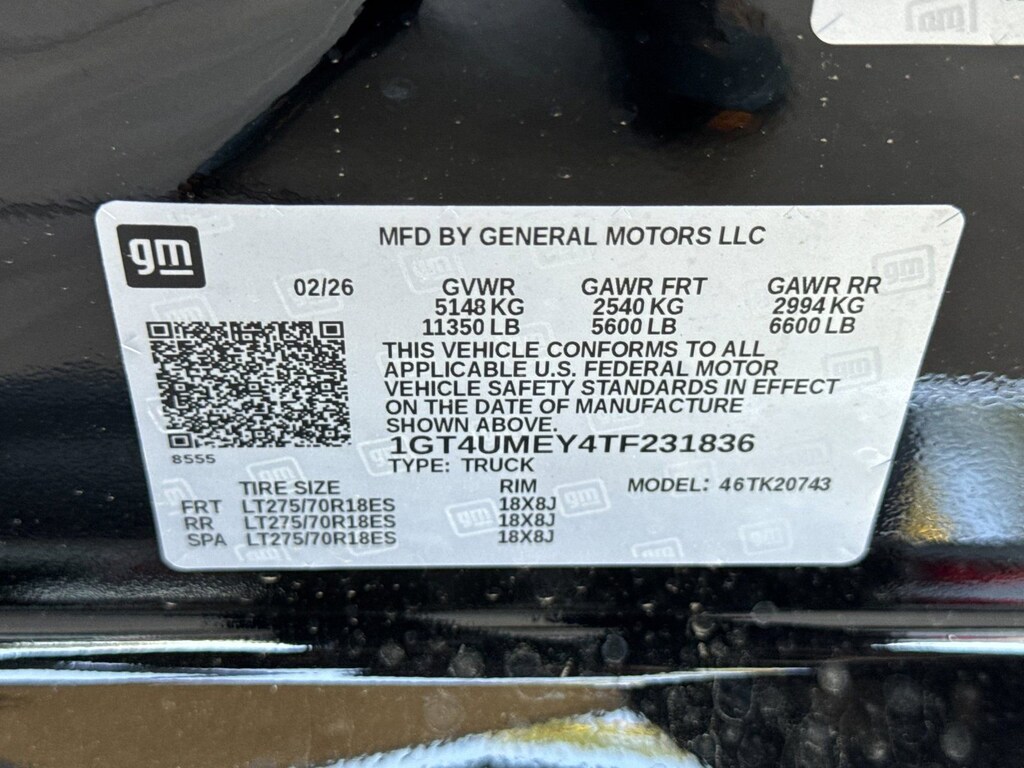 gm
MFD BY GENERAL MOTORS LLC
02/26 GVWR GAWR FRT GAWR RR
5148 KG 2540 KG 2994 KG
11350 LB 5600 LB 6600 LB
THIS VEHICLE CONFORMS TO ALL
APPLICABLE U.S. FEDERAL MOTOR
VEHICLE SAFETY STANDARDS IN EFFECT
ON THE DATE OF MANUFACTURE
SHOWN ABOVE.
8555
1GT4UMEY4TF231836
TYPE: TRUCK
TIRE SIZE RIM MODEL: 46TK20743
FRT LT275/70R18ES 18X8J
RR LT275/70R18ES 18X8J
SPA LT275/70R18ES 18X8J